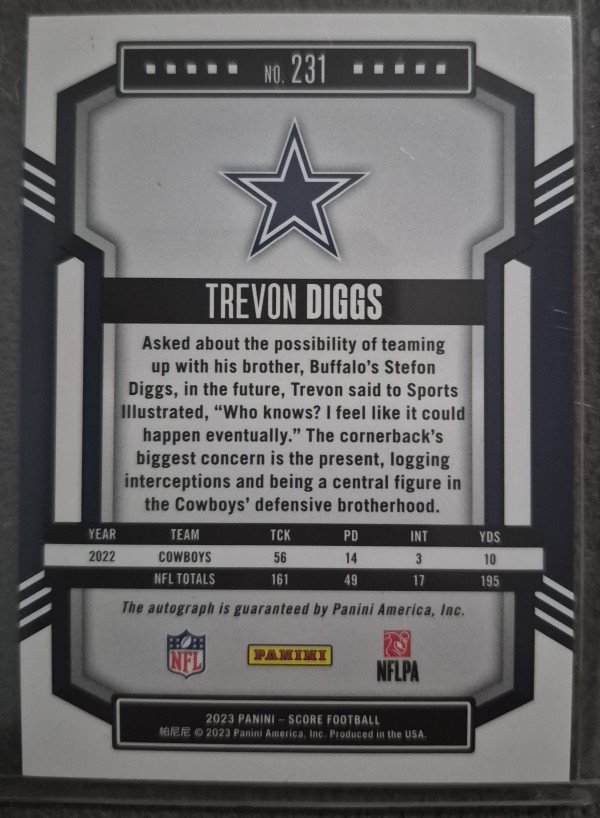 NO. 231
TREVON DIGGS
Asked about the possibility of teaming
up with his brother, Buffalo's Stefon
Diggs, in the future, Trevon said to Sports
Illustrated, “Who knows? I feel like it could
happen eventually.” The cornerback's
biggest concern is the present, logging
interceptions and being a central figure in
the Cowboys' defensive brotherhood.
YEAR TEAM TCK PD INT YDS
2022 COWBOYS 56 14 3 10
NFL TOTALS 161 49 17 195
The autograph is guaranteed by Panini America, Inc.
NFL PANINI NFLPA
2023 PANINI – SCORE FOOTBALL
帕尼尼 © 2023 Panini America, Inc. Produced in the USA.